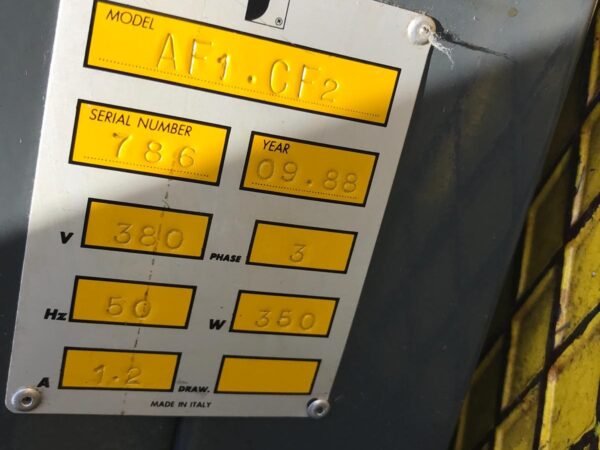 MODEL
AF1.CF2
SERIAL NUMBER
786
YEAR
09.88
V 380
PHASE 3
Hz 50
W 350
A 1.2
DRAW.
MADE IN ITALY